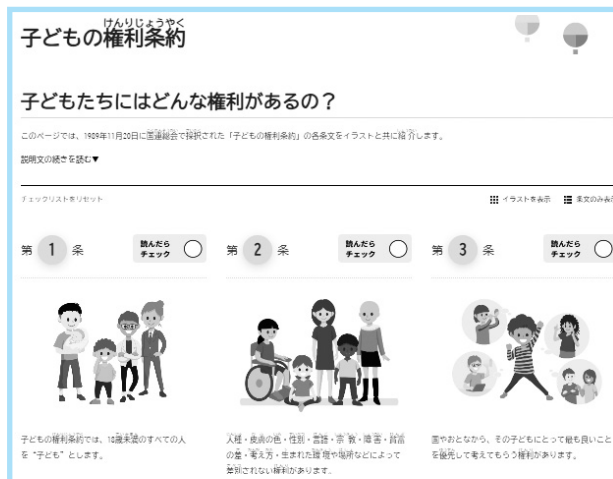 けんりじょうやく
子どもの権利条約
子どもたちにはどんな権利があるの？
このページでは、1989年11月20日に国連総会で採択された「子どもの権利条約」の各条文をイラストと共に紹介します。
説明文の続きを読む▼
チェックリストをリセット
イラストを表示 条文のみ表示
第 1 条 読んだら
チェック
第 2 条 読んだら
チェック
第 3 条 読んだら
チェック
子どもの権利条約では、18歳未満のすべての人
を“子ども”とします。
人種・皮膚の色・性別・言語・宗教・障害・貧富
の差・考え方・生まれた環境や場所などによって
差別されない権利があります。
国やおとなから、その子どもにとって最も良いこと
を優先して考えてもらう権利があります。